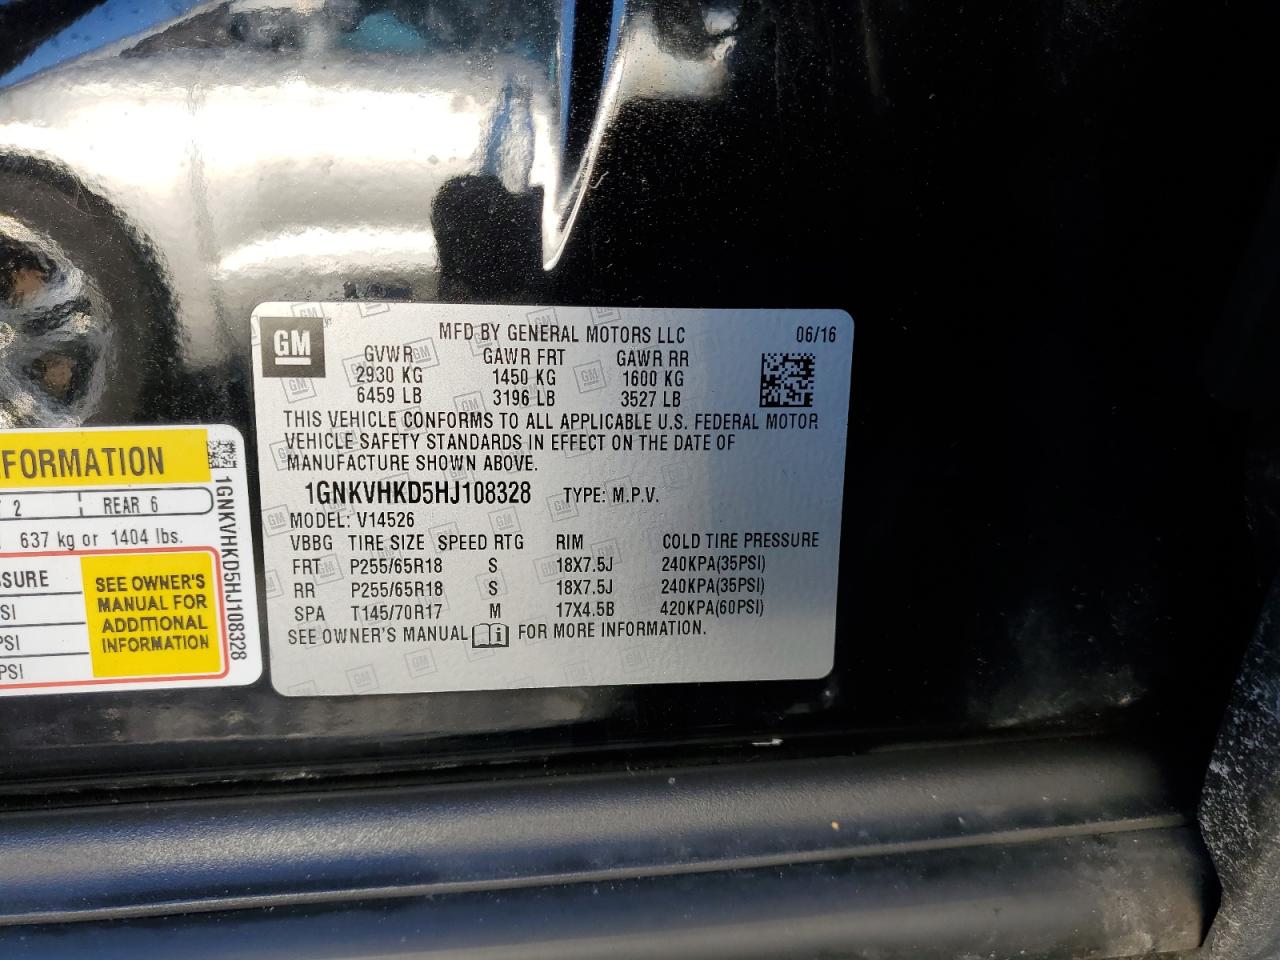 GM
MFD BY GENERAL MOTORS LLC 06/16
GVWR GAWR FRT GAWR RR
2930 KG 1450 KG 1600 KG
6459 LB 3196 LB 3527 LB
THIS VEHICLE CONFORMS TO ALL APPLICABLE U.S. FEDERAL MOTOR
VEHICLE SAFETY STANDARDS IN EFFECT ON THE DATE OF
MANUFACTURE SHOWN ABOVE.
1GNKVHKD5HJ108328 TYPE: M.P.V.
MODEL: V14526
VBBG TIRE SIZE SPEED RTG RIM COLD TIRE PRESSURE
FRT P255/65R18 S 18X7.5J 240KPA(35PSI)
RR P255/65R18 S 18X7.5J 240KPA(35PSI)
SPA T145/70R17 M 17X4.5B 420KPA(60PSI)
SEE OWNER'S MANUAL FOR MORE INFORMATION.
FORMATION
2 REAR 6
637 kg or 1404 lbs.
SSURE
PSI
PSI
PSI
SEE OWNER'S
MANUAL FOR
ADDITIONAL
INFORMATION
1GNKVHKD5HJ108328